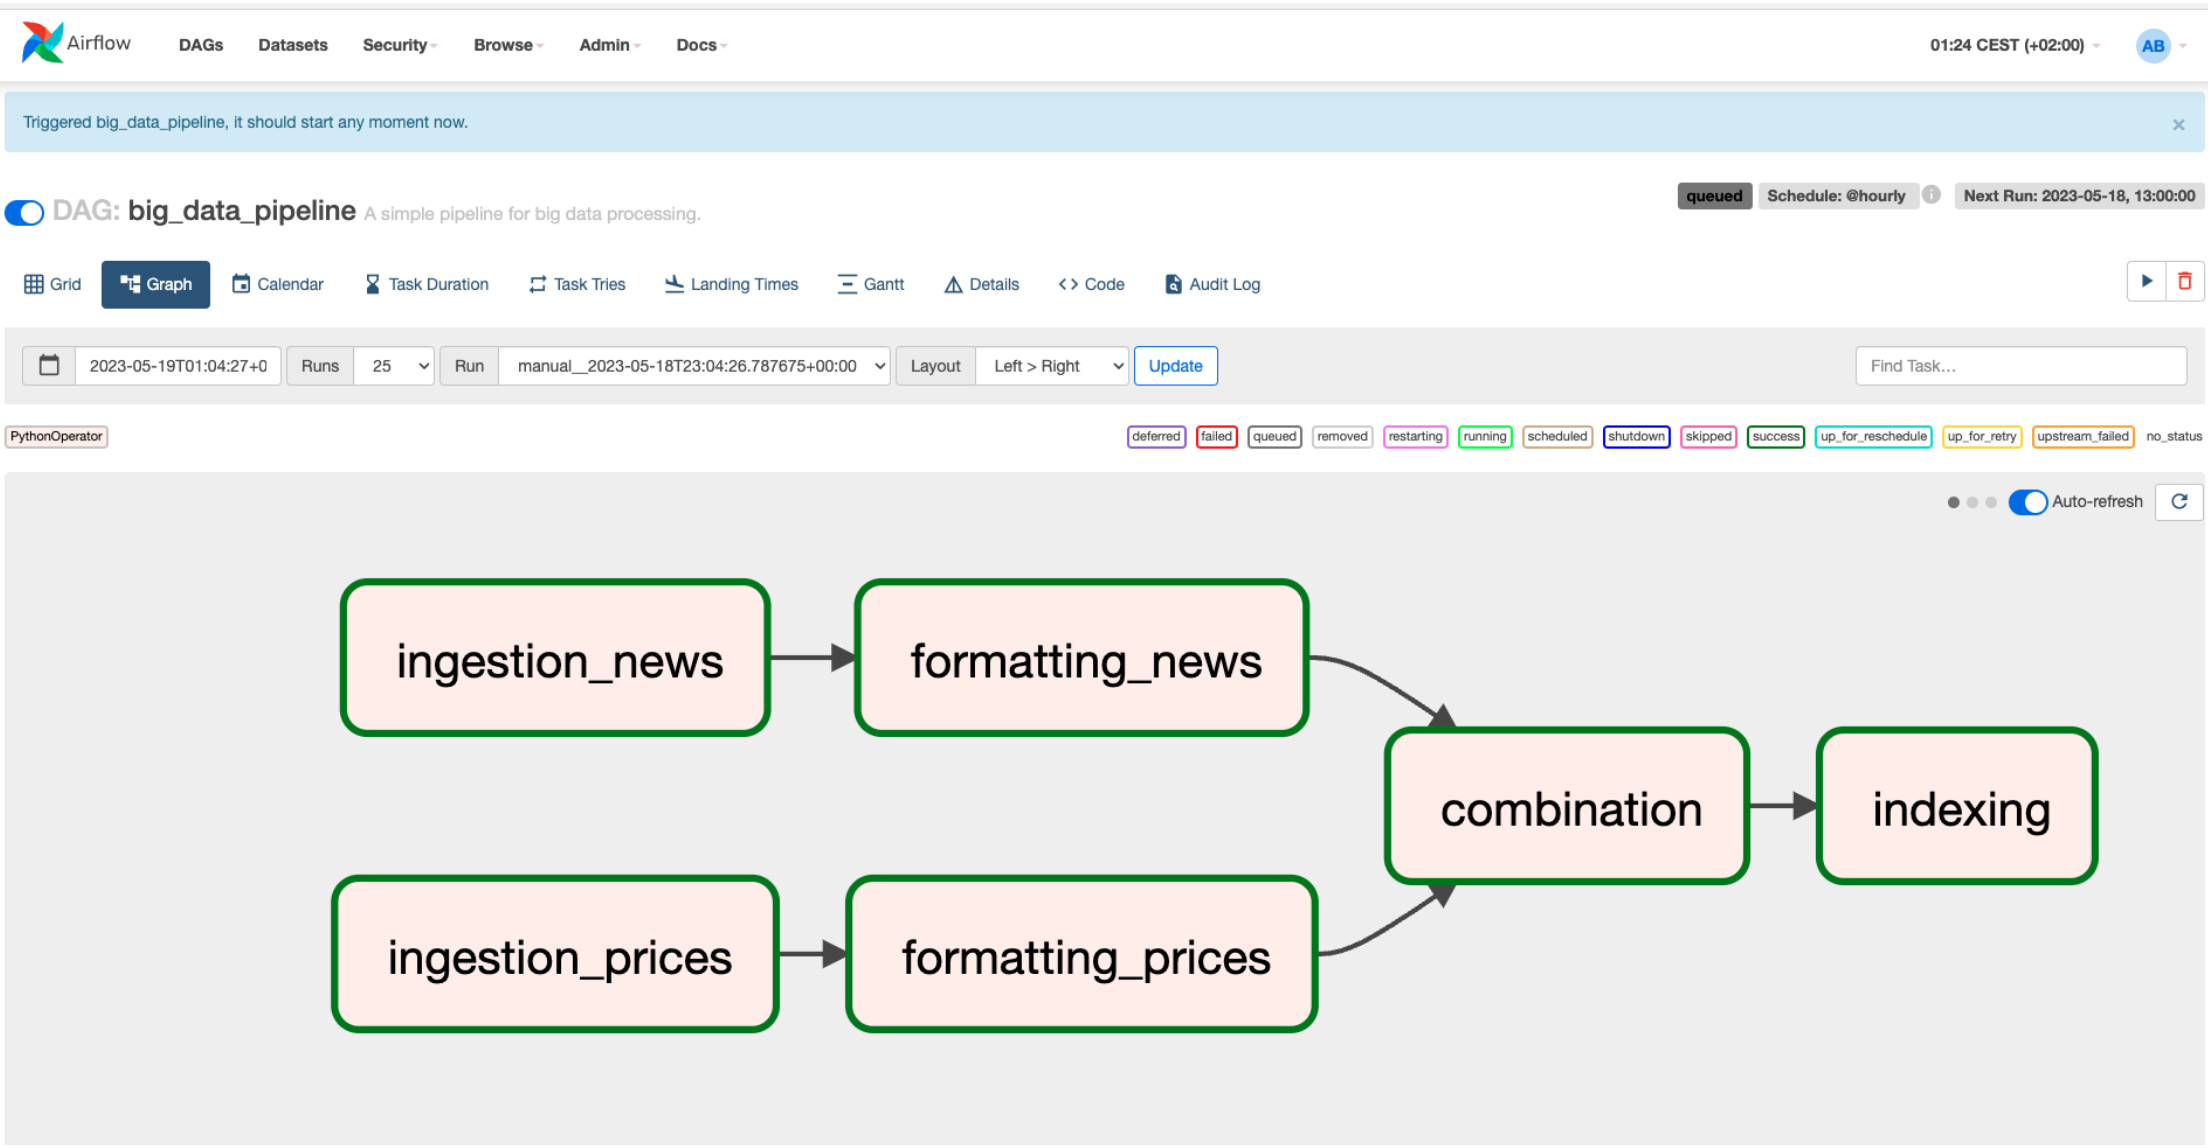 Airflow DAGs Datasets Security Browse Admin Docs 01:24 CEST (+02:00) AB
Triggered big_data_pipeline, it should start any moment now. ×
DAG: big_data_pipeline A simple pipeline for big data processing. queued Schedule: @hourly i Next Run: 2023-05-18, 13:00:00
Grid Graph Calendar Task Duration Task Tries Landing Times Gantt Details Code Audit Log
2023-05-19T01:04:27+0 Runs 25 Run manual__2023-05-18T23:04:26.787675+00:00 Layout Left > Right Update Find Task...
PythonOperator deferred failed queued removed restarting running scheduled shutdown skipped success up_for_reschedule up_for_retry upstream_failed no_status
Auto-refresh
ingestion_news formatting_news
combination indexing
ingestion_prices formatting_prices